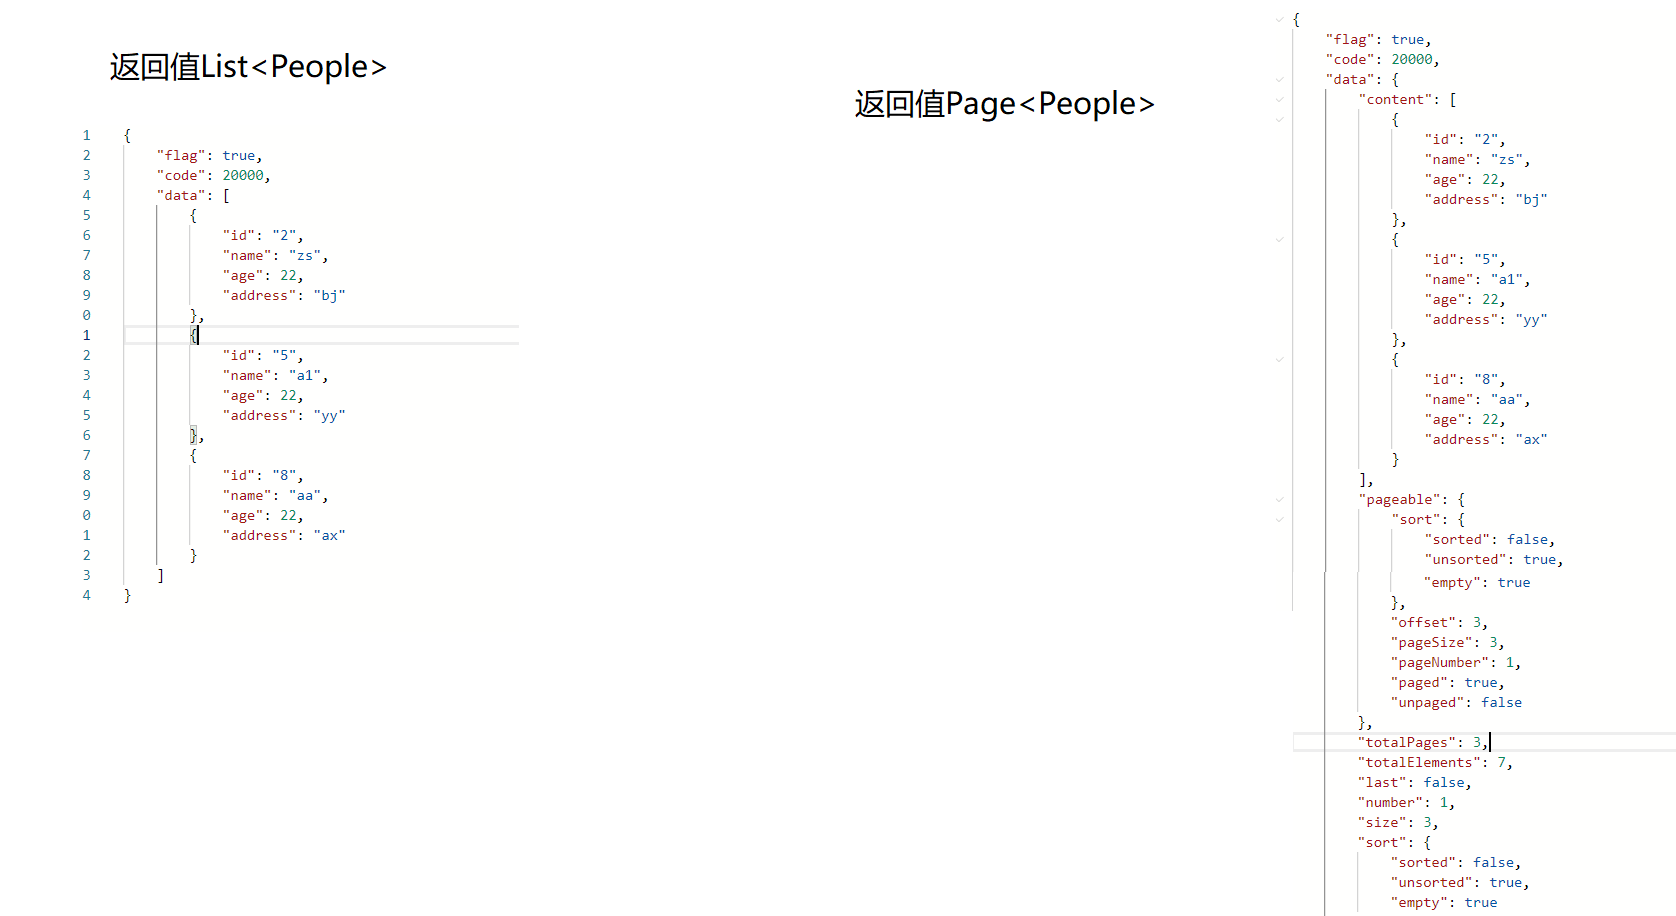 返回值List<People>
1 {
2 "flag": true,
3 "code": 20000,
4 "data": [
5 {
6 "id": "2",
7 "name": "zs",
8 "age": 22,
9 "address": "bj"
0 },
1 {
2 "id": "5",
3 "name": "a1",
4 "age": 22,
5 "address": "yy"
6 },
7 {
8 "id": "8",
9 "name": "aa",
0 "age": 22,
1 "address": "ax"
2 }
3 ]
4 }
返回值Page<People>
{
"flag": true,
"code": 20000,
"data": {
"content": [
{
"id": "2",
"name": "zs",
"age": 22,
"address": "bj"
},
{
"id": "5",
"name": "a1",
"age": 22,
"address": "yy"
},
{
"id": "8",
"name": "aa",
"age": 22,
"address": "ax"
}
],
"pageable": {
"sort": {
"sorted": false,
"unsorted": true,
"empty": true
},
"offset": 3,
"pageSize": 3,
"pageNumber": 1,
"paged": true,
"unpaged": false
},
"totalPages": 3,
"totalElements": 7,
"last": false,
"number": 1,
"size": 3,
"sort": {
"sorted": false,
"unsorted": true,
"empty": true